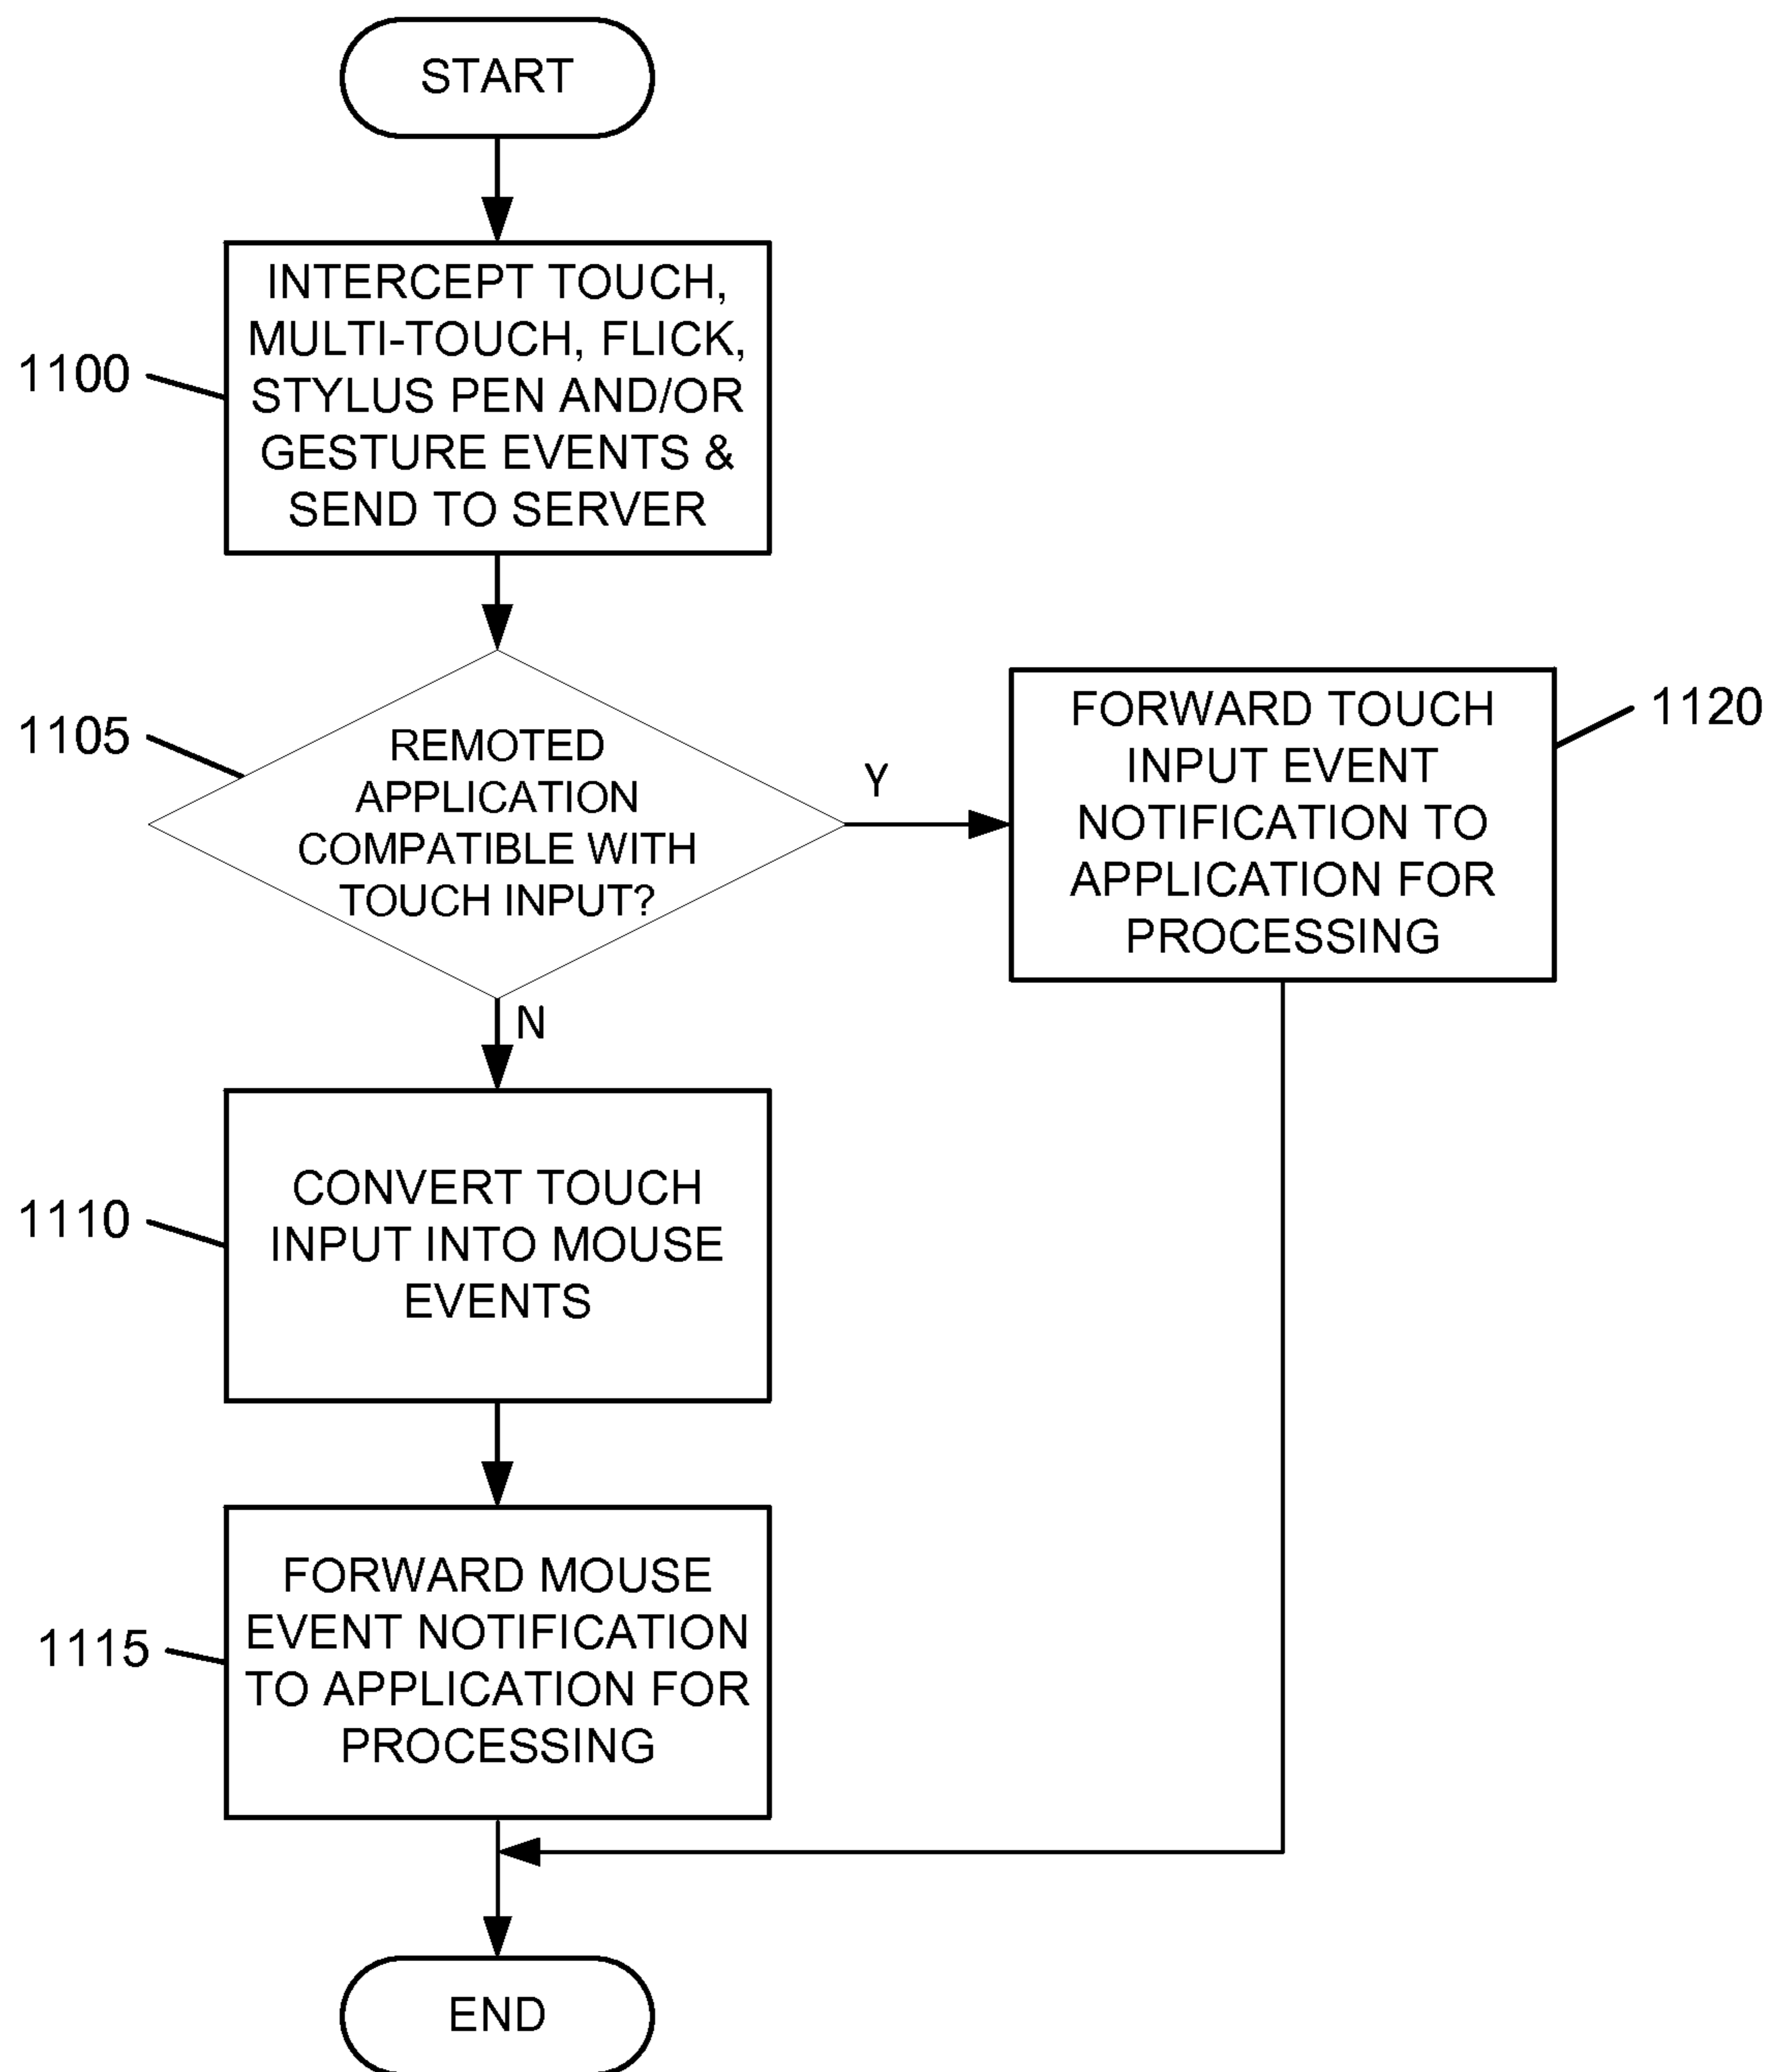 START
1100
INTERCEPT TOUCH,
MULTI-TOUCH, FLICK,
STYLUS PEN AND/OR
GESTURE EVENTS &
SEND TO SERVER
1105
REMOTED
APPLICATION
COMPATIBLE WITH
TOUCH INPUT?
Y
FORWARD TOUCH
INPUT EVENT
NOTIFICATION TO
APPLICATION FOR
PROCESSING
1120
N
1110
CONVERT TOUCH
INPUT INTO MOUSE
EVENTS
1115
FORWARD MOUSE
EVENT NOTIFICATION
TO APPLICATION FOR
PROCESSING
END